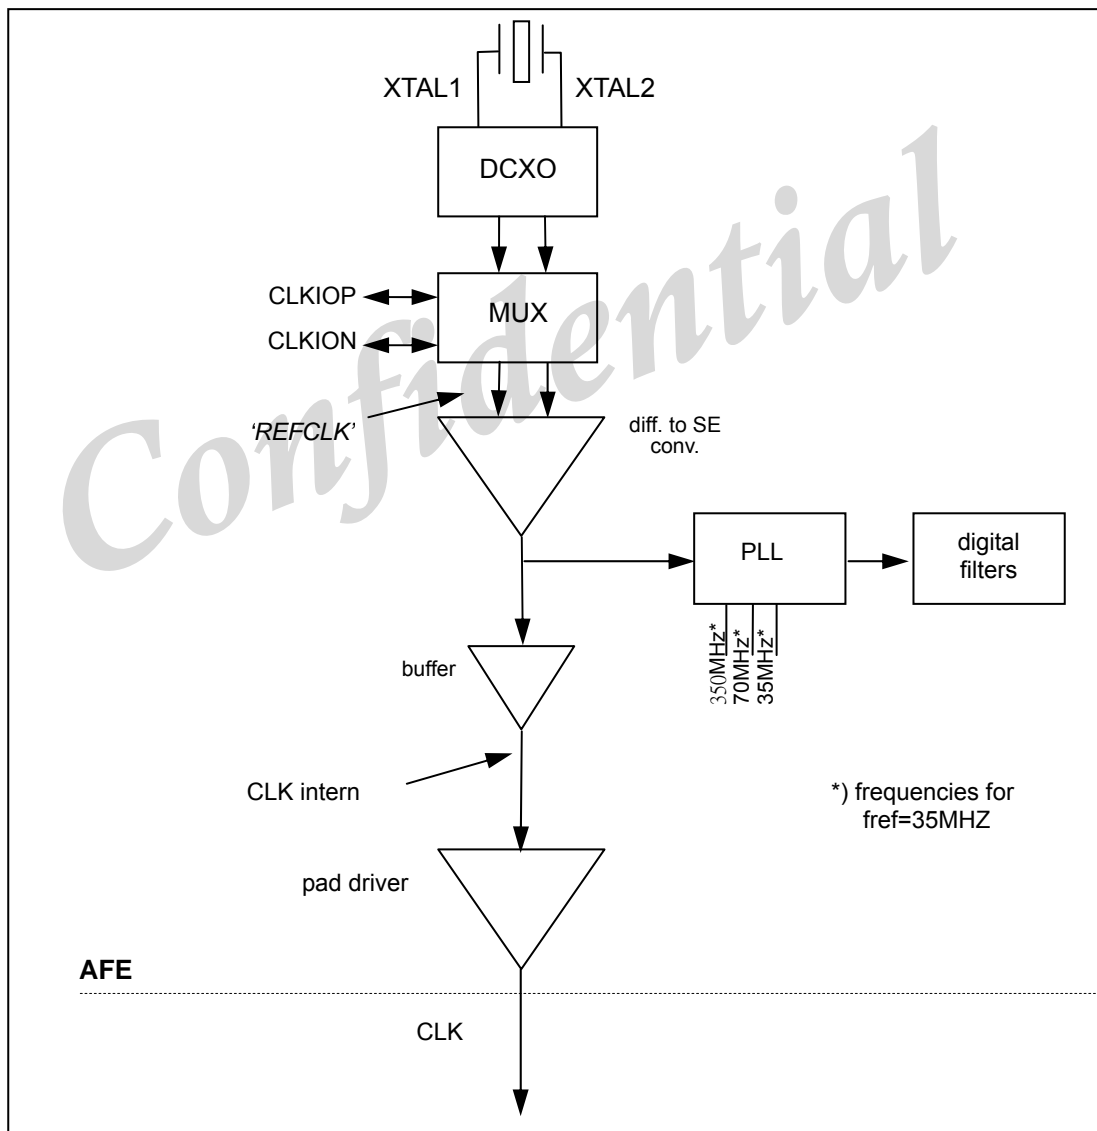 XTAL1
XTAL2
DCXO
CLKIOP
MUX
CLKION
'REFCLK'
diff. to SE
conv.
PLL
digital
filters
350MHz*
70MHz*
35MHz*
buffer
CLK intern
*) frequencies for
fref=35MHZ
pad driver
AFE
CLK
Confidential